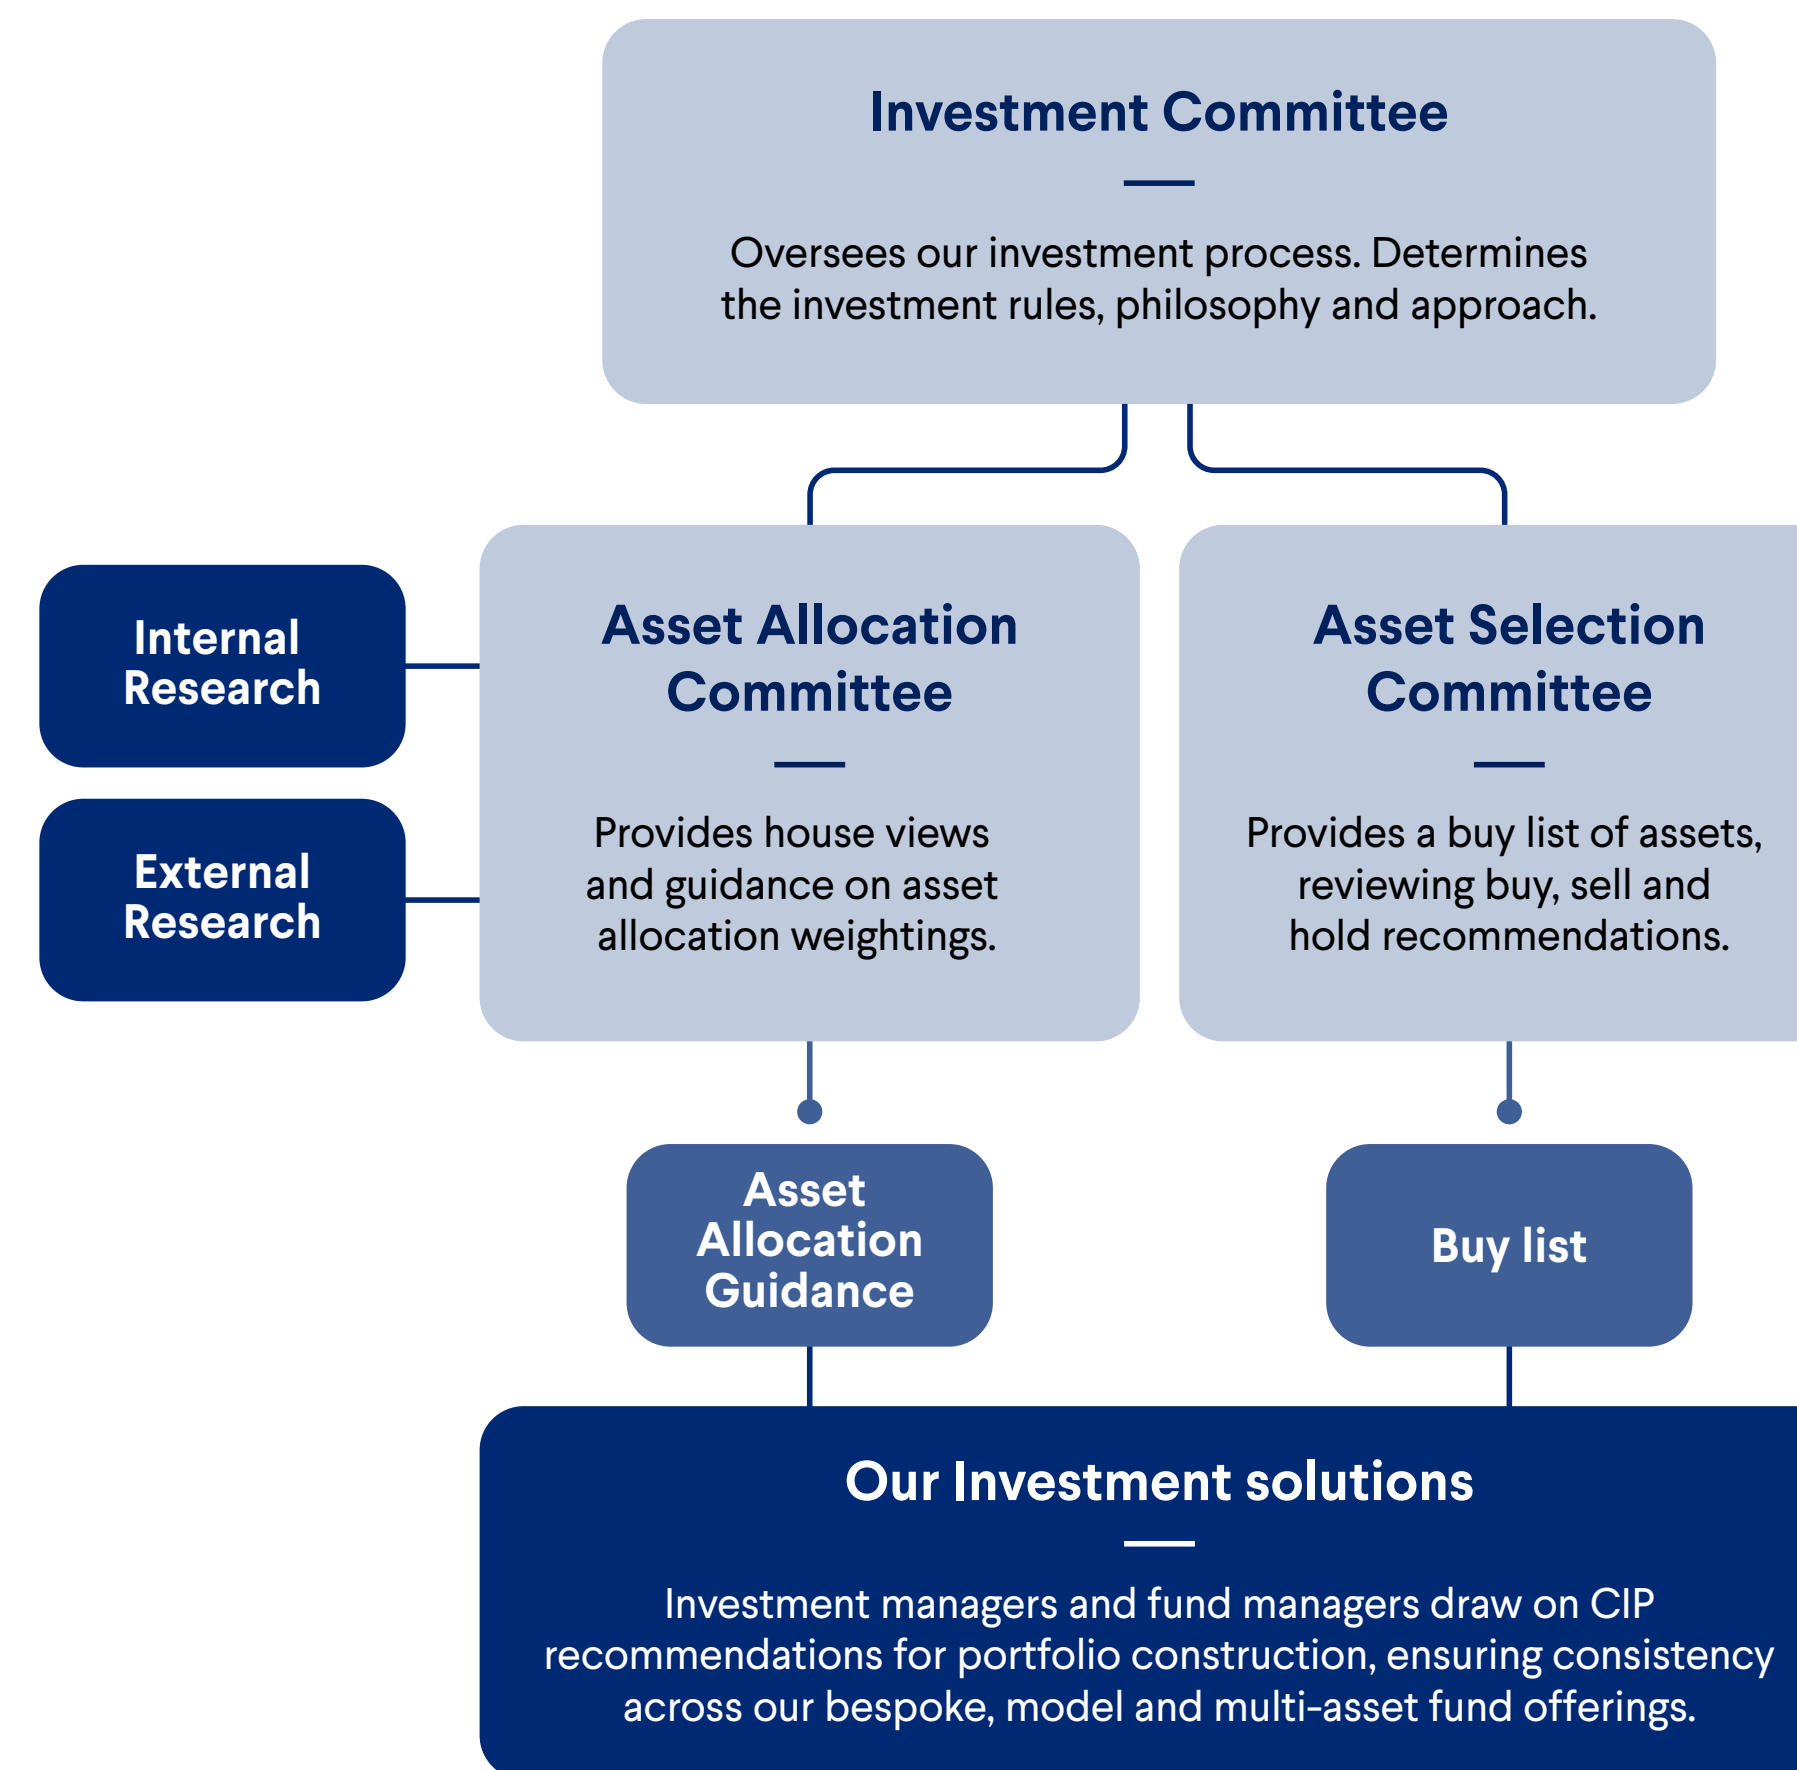 Investment Committee
Oversees our investment process. Determines
the investment rules, philosophy and approach.
Internal
Research
External
Research
Asset Allocation
Committee
Provides house views
and guidance on asset
allocation weightings.
Asset Selection
Committee
Provides a buy list of assets,
reviewing buy, sell and
hold recommendations.
Asset
Allocation
Guidance
Buy list
Our Investment solutions
Investment managers and fund managers draw on CIP
recommendations for portfolio construction, ensuring consistency
across our bespoke, model and multi-asset fund offerings.